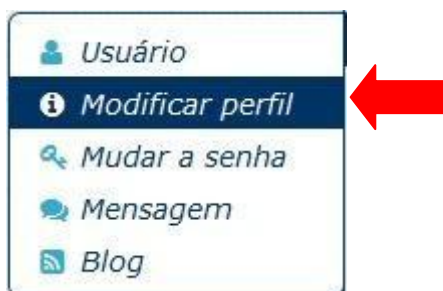 Usuário
Modificar perfil
Mudar a senha
Mensagem
Blog